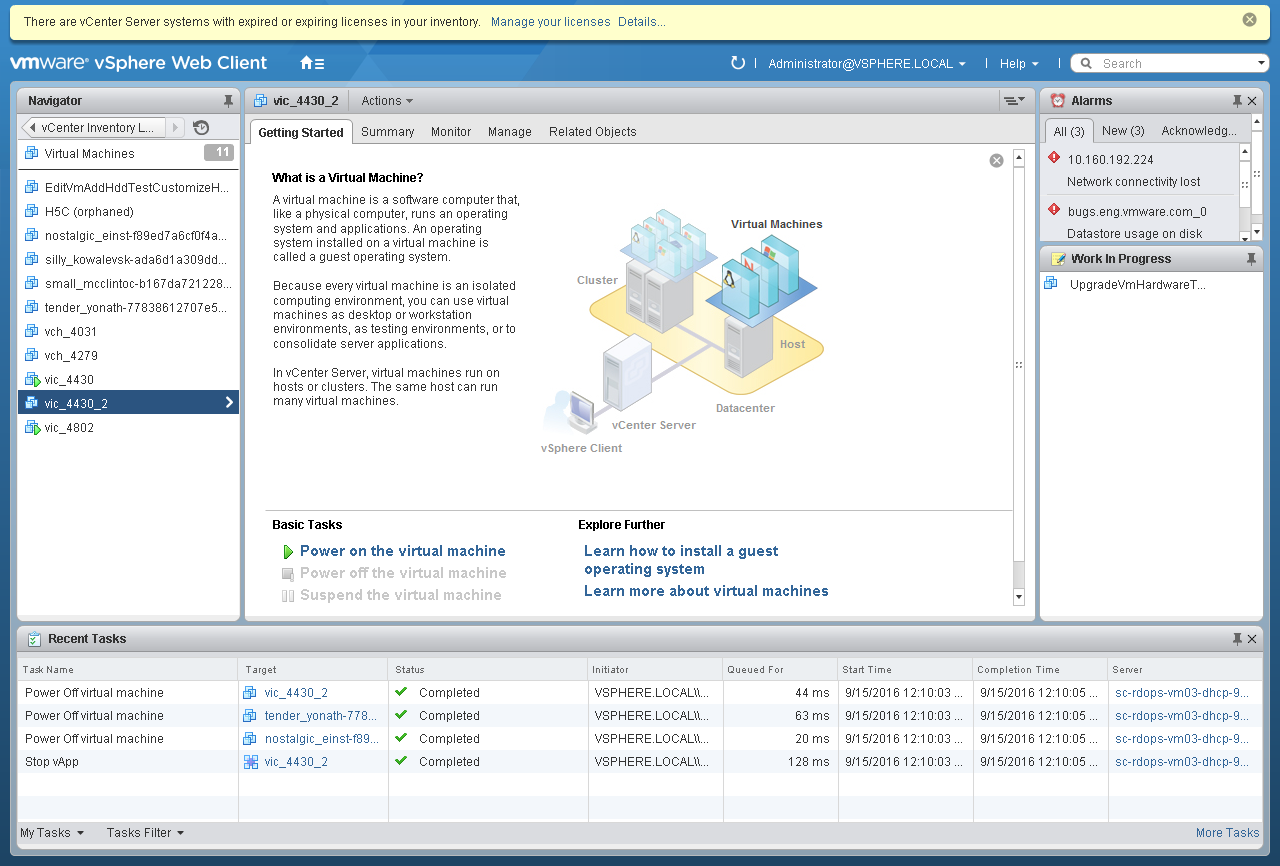 There are vCenter Server systems with expired or expiring licenses in your inventory. Manage your licenses Details...
vmware® vSphere Web Client
Administrator@VSPHERE.LOCAL
Help
Search
Navigator
vCenter Inventory L...
Virtual Machines 11
EditVmAddHddTestCustomizeH...
H5C (orphaned)
nostalgic_einst-f89ed7a6cf0f4a...
silly_kowalevsk-ada6d1a309dd...
small_mcclintoc-b167da721228...
tender_yonath-77838612707e5...
vch_4031
vch_4279
vic_4430
vic_4430_2
vic_4802
vic_4430_2 Actions
Getting Started Summary Monitor Manage Related Objects
What is a Virtual Machine?
A virtual machine is a software computer that,
like a physical computer, runs an operating
system and applications. An operating
system installed on a virtual machine is
called a guest operating system.
Because every virtual machine is an isolated
computing environment, you can use virtual
machines as desktop or workstation
environments, as testing environments, or to
consolidate server applications.
In vCenter Server, virtual machines run on
hosts or clusters. The same host can run
many virtual machines.
Virtual Machines
Cluster
Host
Datacenter
vCenter Server
vSphere Client
Basic Tasks
Power on the virtual machine
Power off the virtual machine
Suspend the virtual machine
Explore Further
Learn how to install a guest
operating system
Learn more about virtual machines
Alarms
All (3) New (3) Acknowledg...
10.160.192.224
Network connectivity lost
bugs.eng.vmware.com_0
Datastore usage on disk
Work In Progress
UpgradeVmHardwareT...
Recent Tasks
Task Name Target Status Initiator Queued For Start Time Completion Time Server
Power Off virtual machine vic_4430_2 Completed VSPHERE.LOCAL\\... 44 ms 9/15/2016 12:10:03 ... 9/15/2016 12:10:05 ... sc-rdops-vm03-dhcp-9...
Power Off virtual machine tender_yonath-778... Completed VSPHERE.LOCAL\\... 63 ms 9/15/2016 12:10:03 ... 9/15/2016 12:10:05 ... sc-rdops-vm03-dhcp-9...
Power Off virtual machine nostalgic_einst-f89... Completed VSPHERE.LOCAL\\... 20 ms 9/15/2016 12:10:03 ... 9/15/2016 12:10:05 ... sc-rdops-vm03-dhcp-9...
Stop vApp vic_4430_2 Completed VSPHERE.LOCAL\\... 128 ms 9/15/2016 12:10:03 ... 9/15/2016 12:10:05 ... sc-rdops-vm03-dhcp-9...
My Tasks Tasks Filter More Tasks